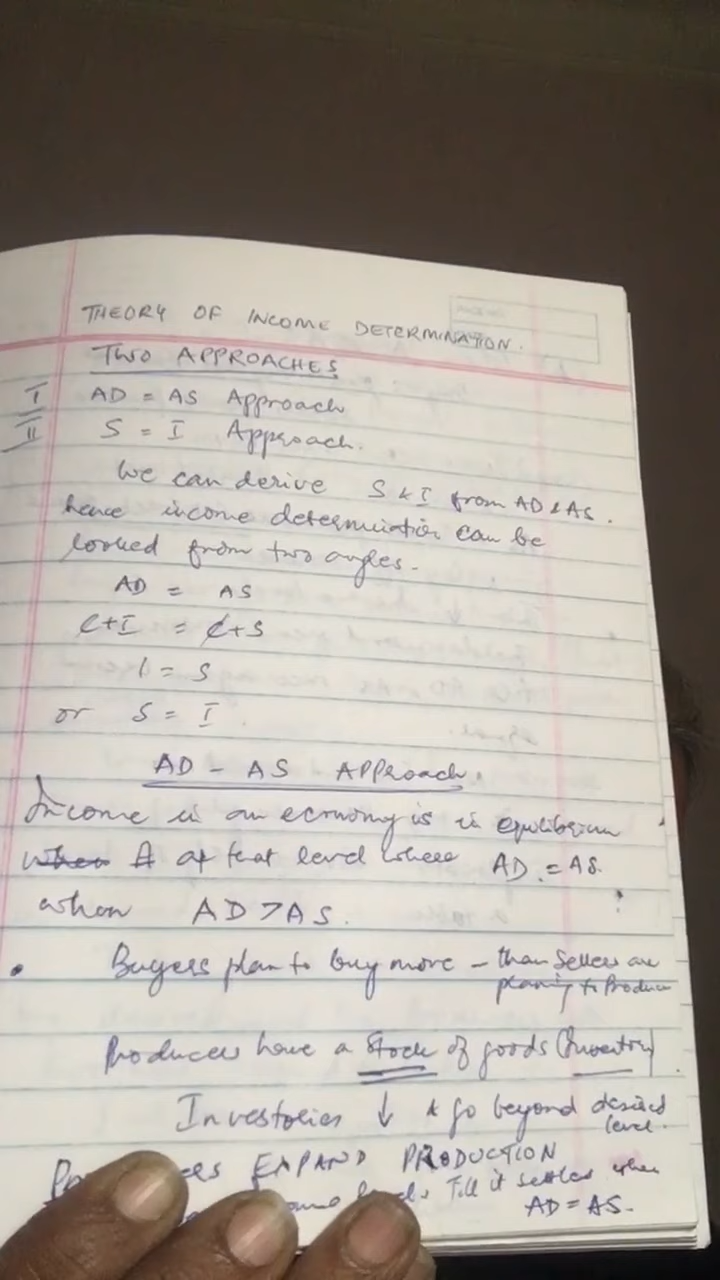 THEORY OF INCOME DETERMINATION.
TWO APPROACHES
I AD = AS Approach
II S = I Approach.
We can derive S & I from AD & AS.
hence income determination can be
looked from two angles.
AD = AS
C+I = C+S
I = S
or S = I.
AD - AS APProach
Income in an economy is in equilibrium
when A at that level where AD = AS.
when AD > AS.
Buyers plan to buy more - than Sellers are
planing to Produce
Producers have a Stock of goods (Inventory)
Inventories ↓ & go beyond desired
level.
EXPAND PRODUCTION
Till it settles when
AD = AS.